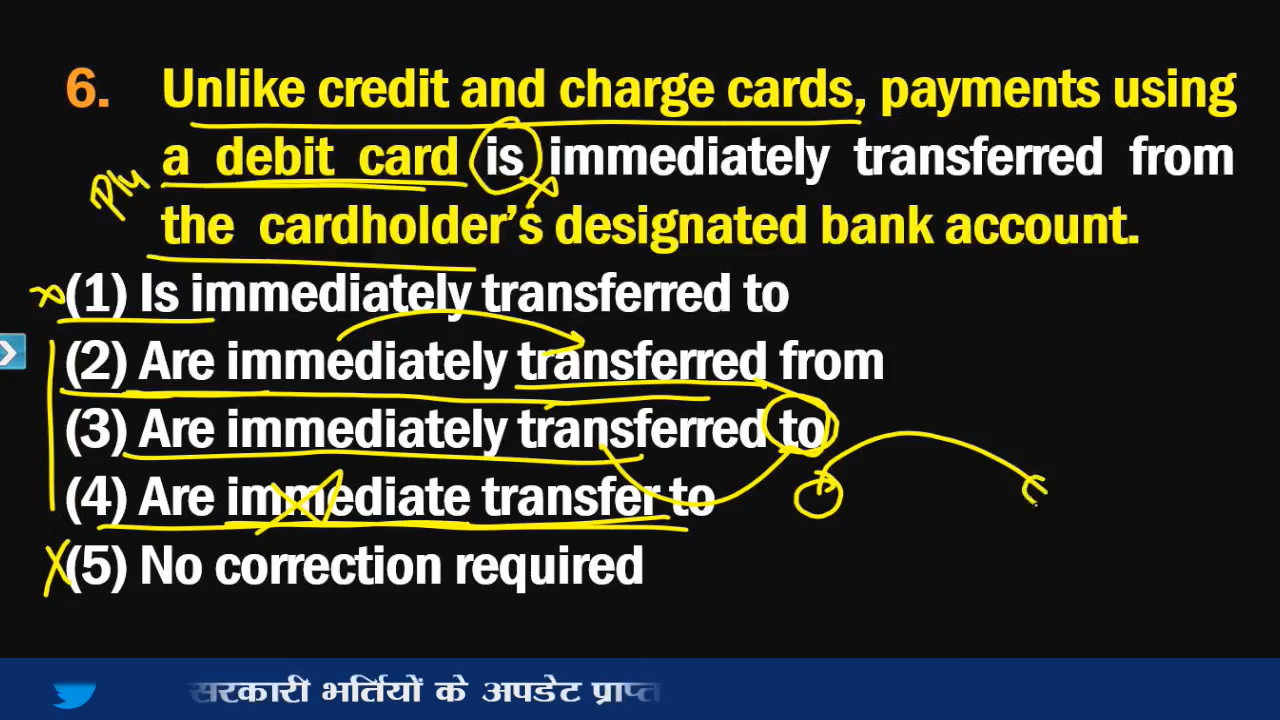 6. Unlike credit and charge cards, payments using
a debit card is immediately transferred from
Plu
the cardholder's designated bank account.
(1) Is immediately transferred to
(2) Are immediately transferred from
(3) Are immediately transferred to
(4) Are immediate transfer to
(5) No correction required
सरकारी भर्तियों के अपडेट प्राप्त